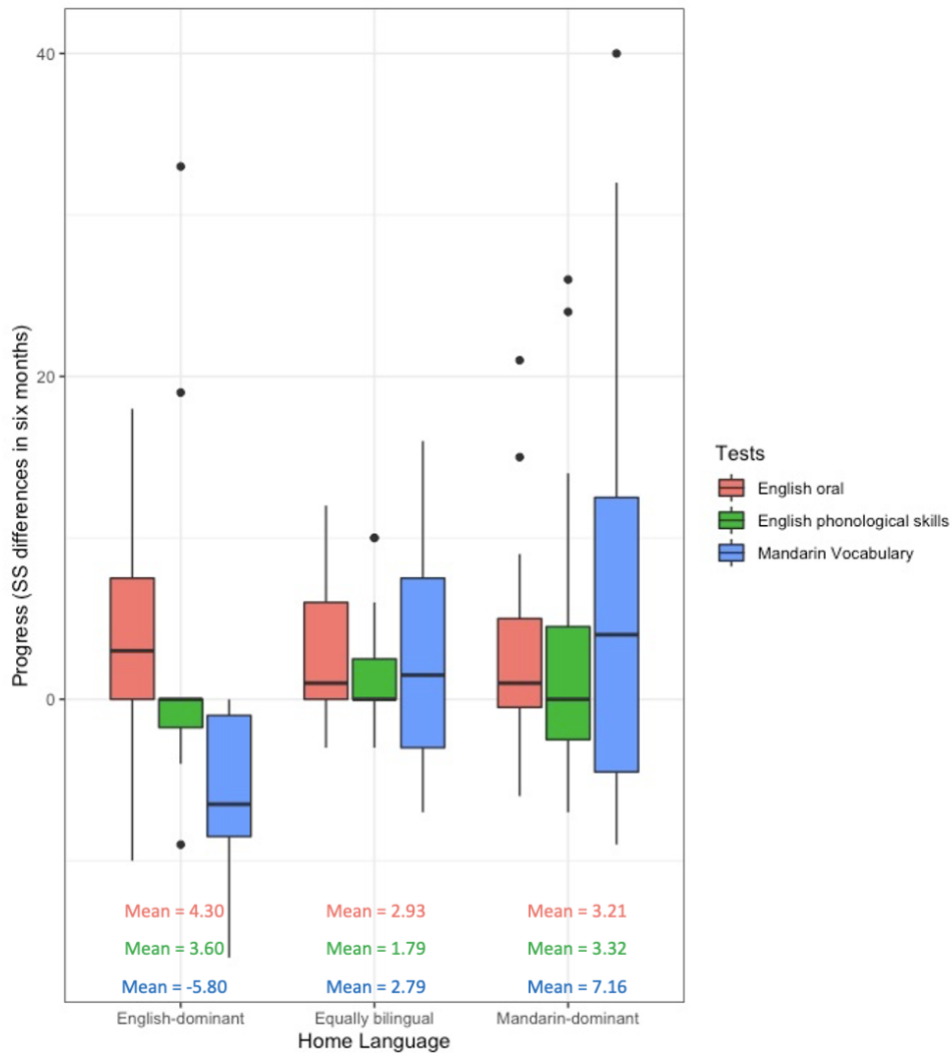 40
20
0
Progress (SS differences in six months)
Mean = 4.30
Mean = 2.93
Mean = 3.21
Mean = 3.60
Mean = 1.79
Mean = 3.32
Mean = -5.80
Mean = 2.79
Mean = 7.16
English-dominant
Equally bilingual
Mandarin-dominant
Home Language
Tests
English oral
English phonological skills
Mandarin Vocabulary